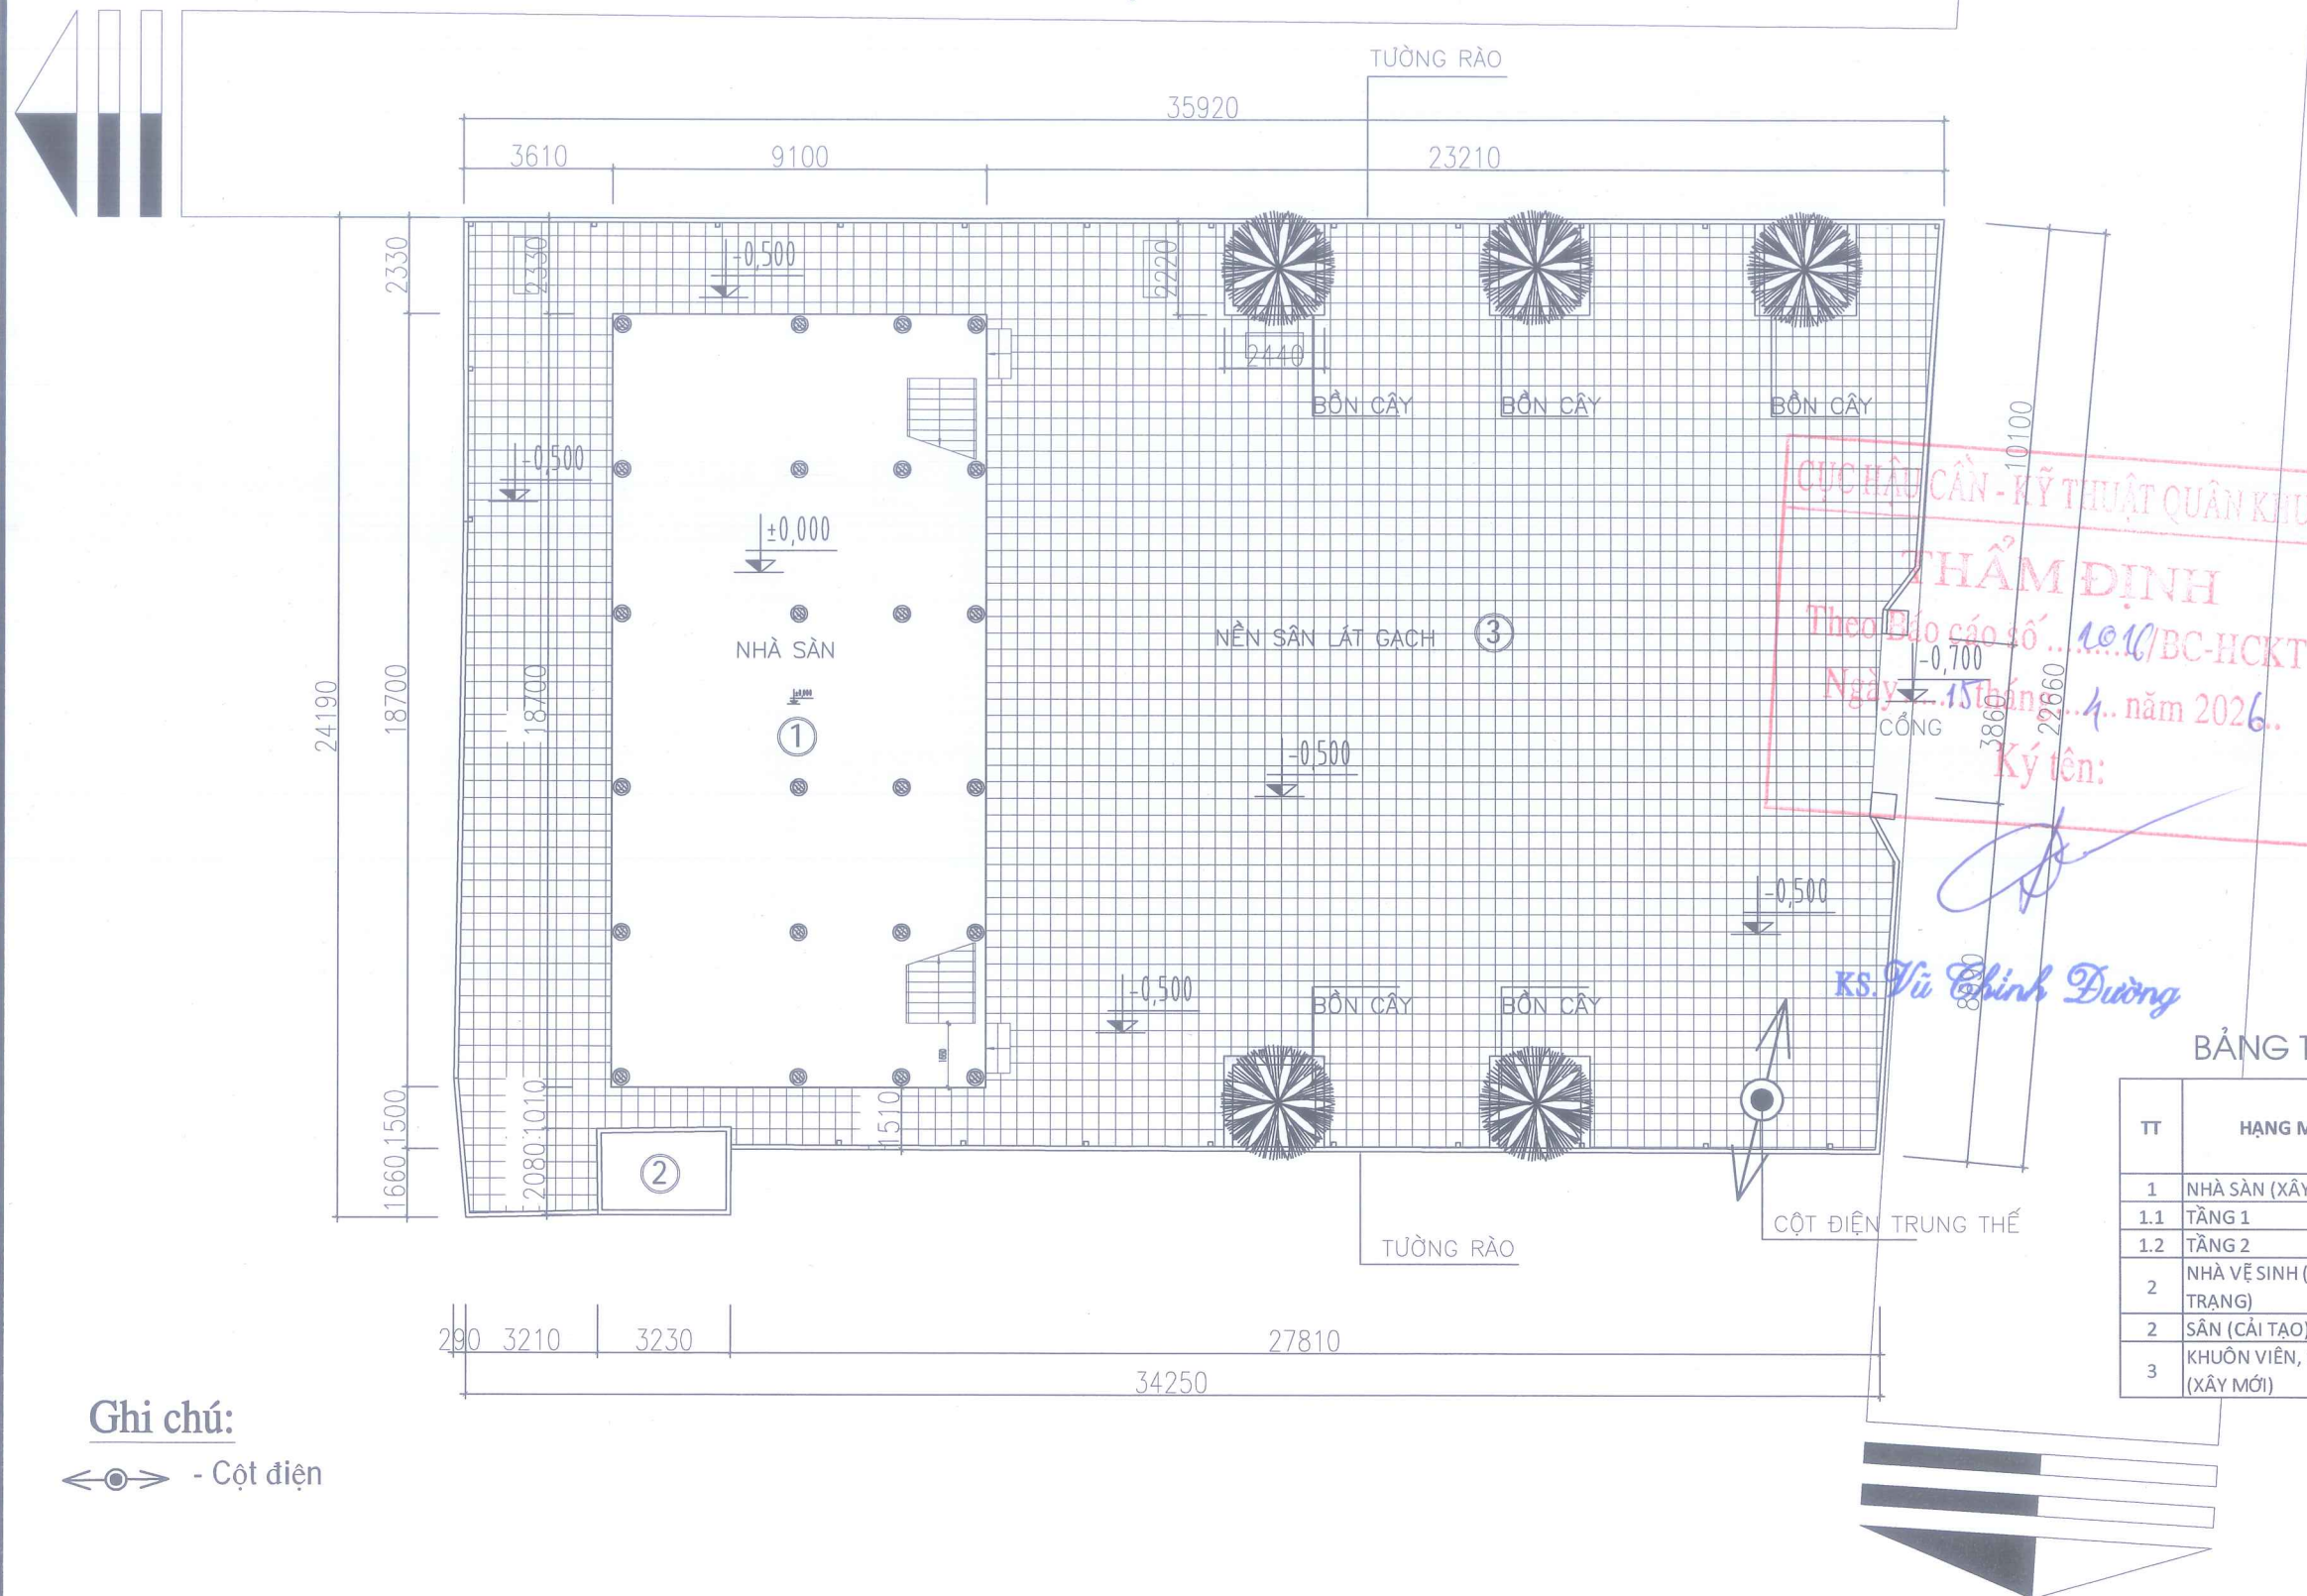 TƯỜNG RÀO
35920
3610
9100
23210
2330
2330
-0,500
2220
2440
BỒN CÂY
BỒN CÂY
BỒN CÂY
10100
-0,500
CỤC HẬU CẦN - KỸ THUẬT QUÂN KHU
±0,000
THẨM ĐỊNH
NHÀ SÀN
NỀN SÂN LÁT GẠCH
3
Theo Báo cáo số /BC-HCKT
-0,700
±0,000
24190
18700
18700
1
Ngày 15 tháng 4 năm 2026
CỔNG
3860
22660
-0,500
Ký tên:
-0,500
-0,500
BỒN CÂY
BỒN CÂY
KS. Vũ Chinh Dường
BẢNG T
1500
1010
1510
1660
2080
2
CỘT ĐIỆN TRUNG THẾ
TƯỜNG RÀO
TT
HẠNG M
1
NHÀ SÀN (XÂY
1.1
TẦNG 1
1.2
TẦNG 2
2
NHÀ VỆ SINH (
TRẠNG)
2
SÂN (CẢI TẠO)
3
KHUÔN VIÊN,
(XÂY MỚI)
290
3210
3230
27810
34250
Ghi chú:
- Cột điện